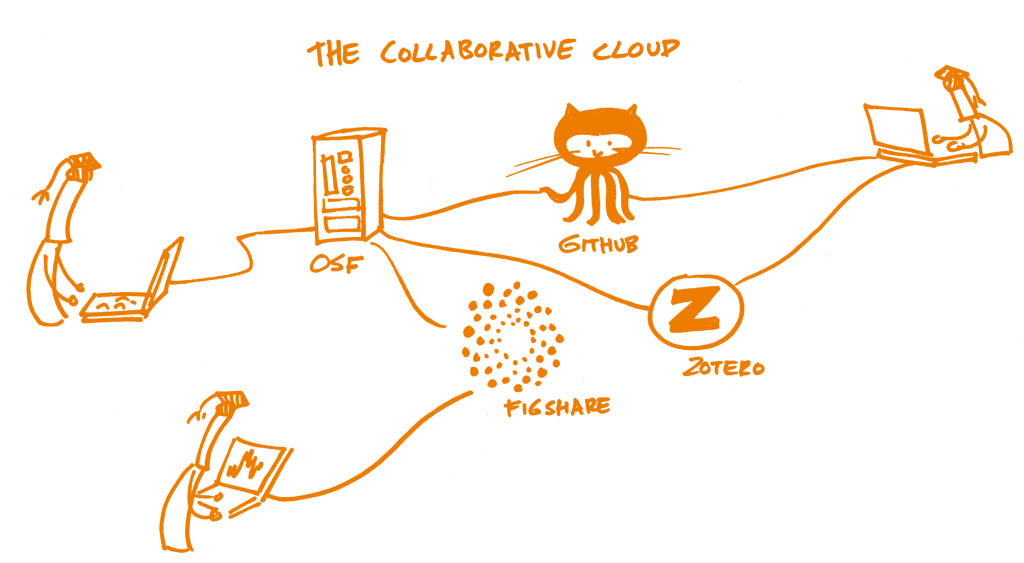 THE COLLABORATIVE CLOUD
OSF
GITHUB
Z
ZOTERO
FIGSHARE